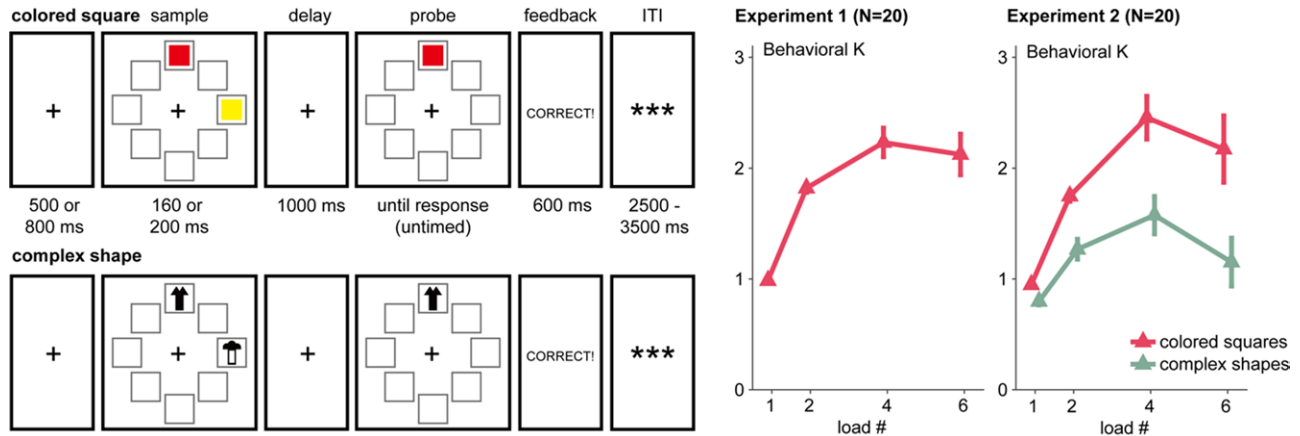 colored square sample delay probe feedback ITI
+ + + + CORRECT! ***
500 or 160 or 1000 ms until response 600 ms 2500 -
800 ms 200 ms (untimed) 3500 ms
complex shape
+ + + + CORRECT! ***
Experiment 1 (N=20)
Behavioral K
3
2
1
0
1 2 4 6
load #
Experiment 2 (N=20)
Behavioral K
3
2
1
0
colored squares
complex shapes
1 2 4 6
load #